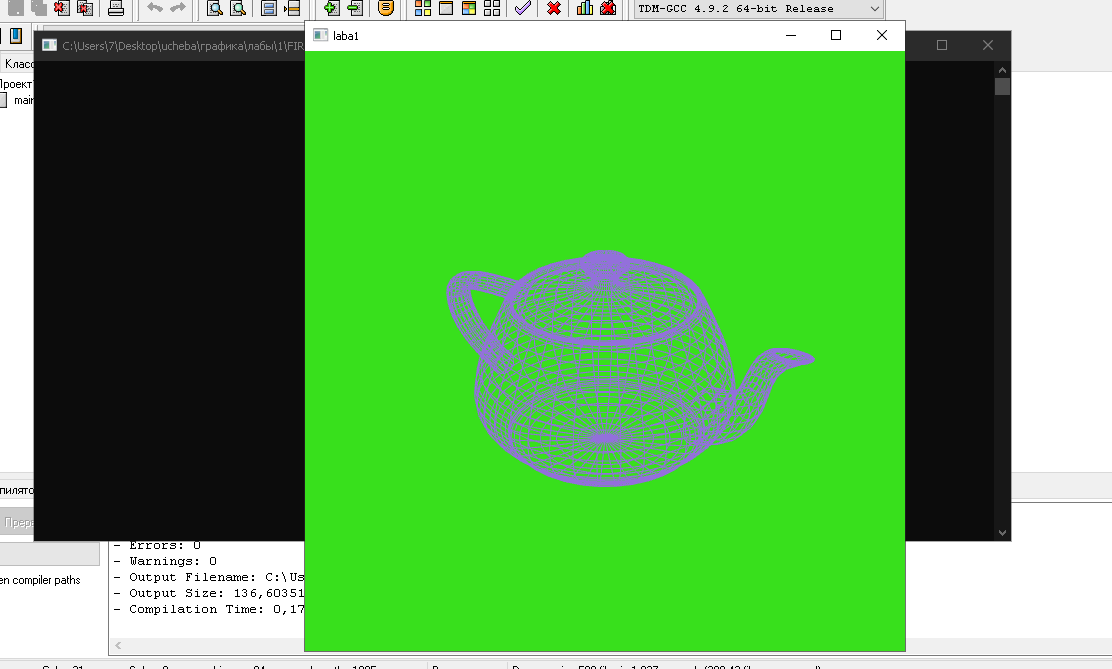 TDM-GCC 4.9.2 64-bit Release
laba1
C:\Users\7\Desktop\ucheba\графика\лабы\1\FIR
Класс
Проект
main
- Errors: 0
- Warnings: 0
en compiler paths
- Output Filename: C:\Us
- Output Size: 136,60351
- Compilation Time: 0,17